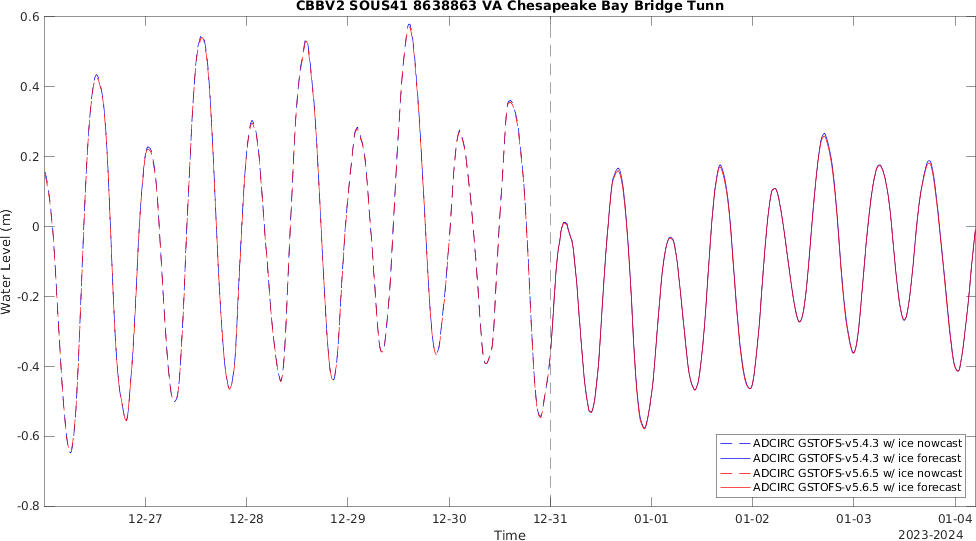 CBBV2 SOUS41 8638863 VA Chesapeake Bay Bridge Tunn
0.6
0.4
0.2
0
-0.2
-0.4
-0.6
-0.8
Water Level (m)
ADCIRC GSTOFS-v5.4.3 w/ ice nowcast
ADCIRC GSTOFS-v5.4.3 w/ ice forecast
ADCIRC GSTOFS-v5.6.5 w/ ice nowcast
ADCIRC GSTOFS-v5.6.5 w/ ice forecast
12-27 12-28 12-29 12-30 12-31 01-01 01-02 01-03 01-04
Time
2023-2024